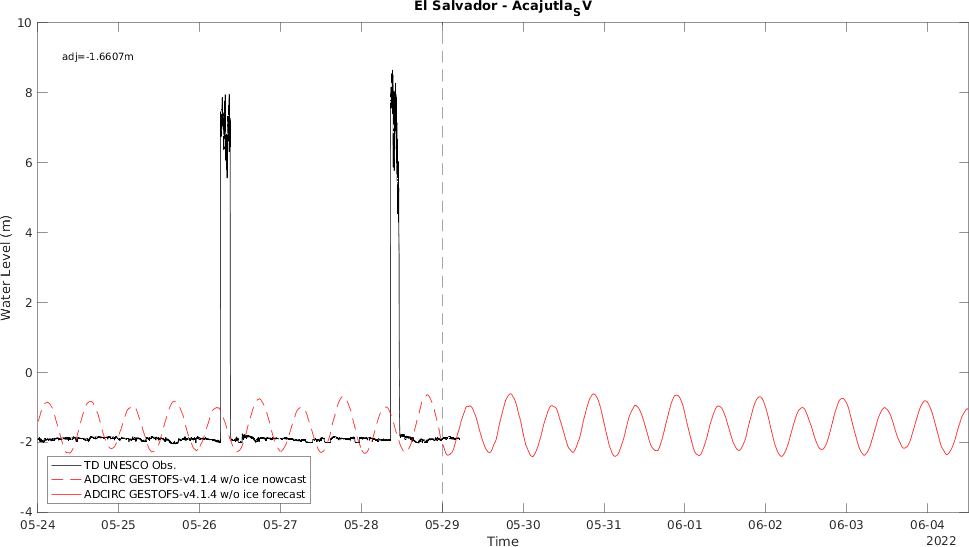 El Salvador - AcajutlaSV
adj=-1.6607m
10
8
6
4
2
0
-2
-4
Water Level (m)
TD UNESCO Obs.
ADCIRC GESTOFS-v4.1.4 w/o ice nowcast
ADCIRC GESTOFS-v4.1.4 w/o ice forecast
05-24 05-25 05-26 05-27 05-28 05-29 05-30 05-31 06-01 06-02 06-03 06-04
Time
2022